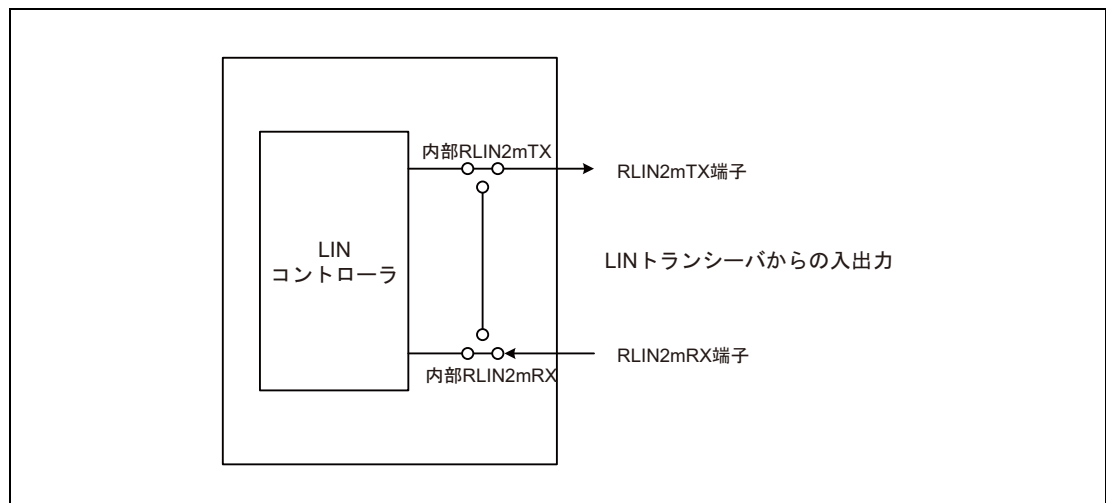 内部RLIN2mTX
RLIN2mTX端子
LIN
コントローラ
LINトランシーバからの入出力
RLIN2mRX端子
内部RLIN2mRX